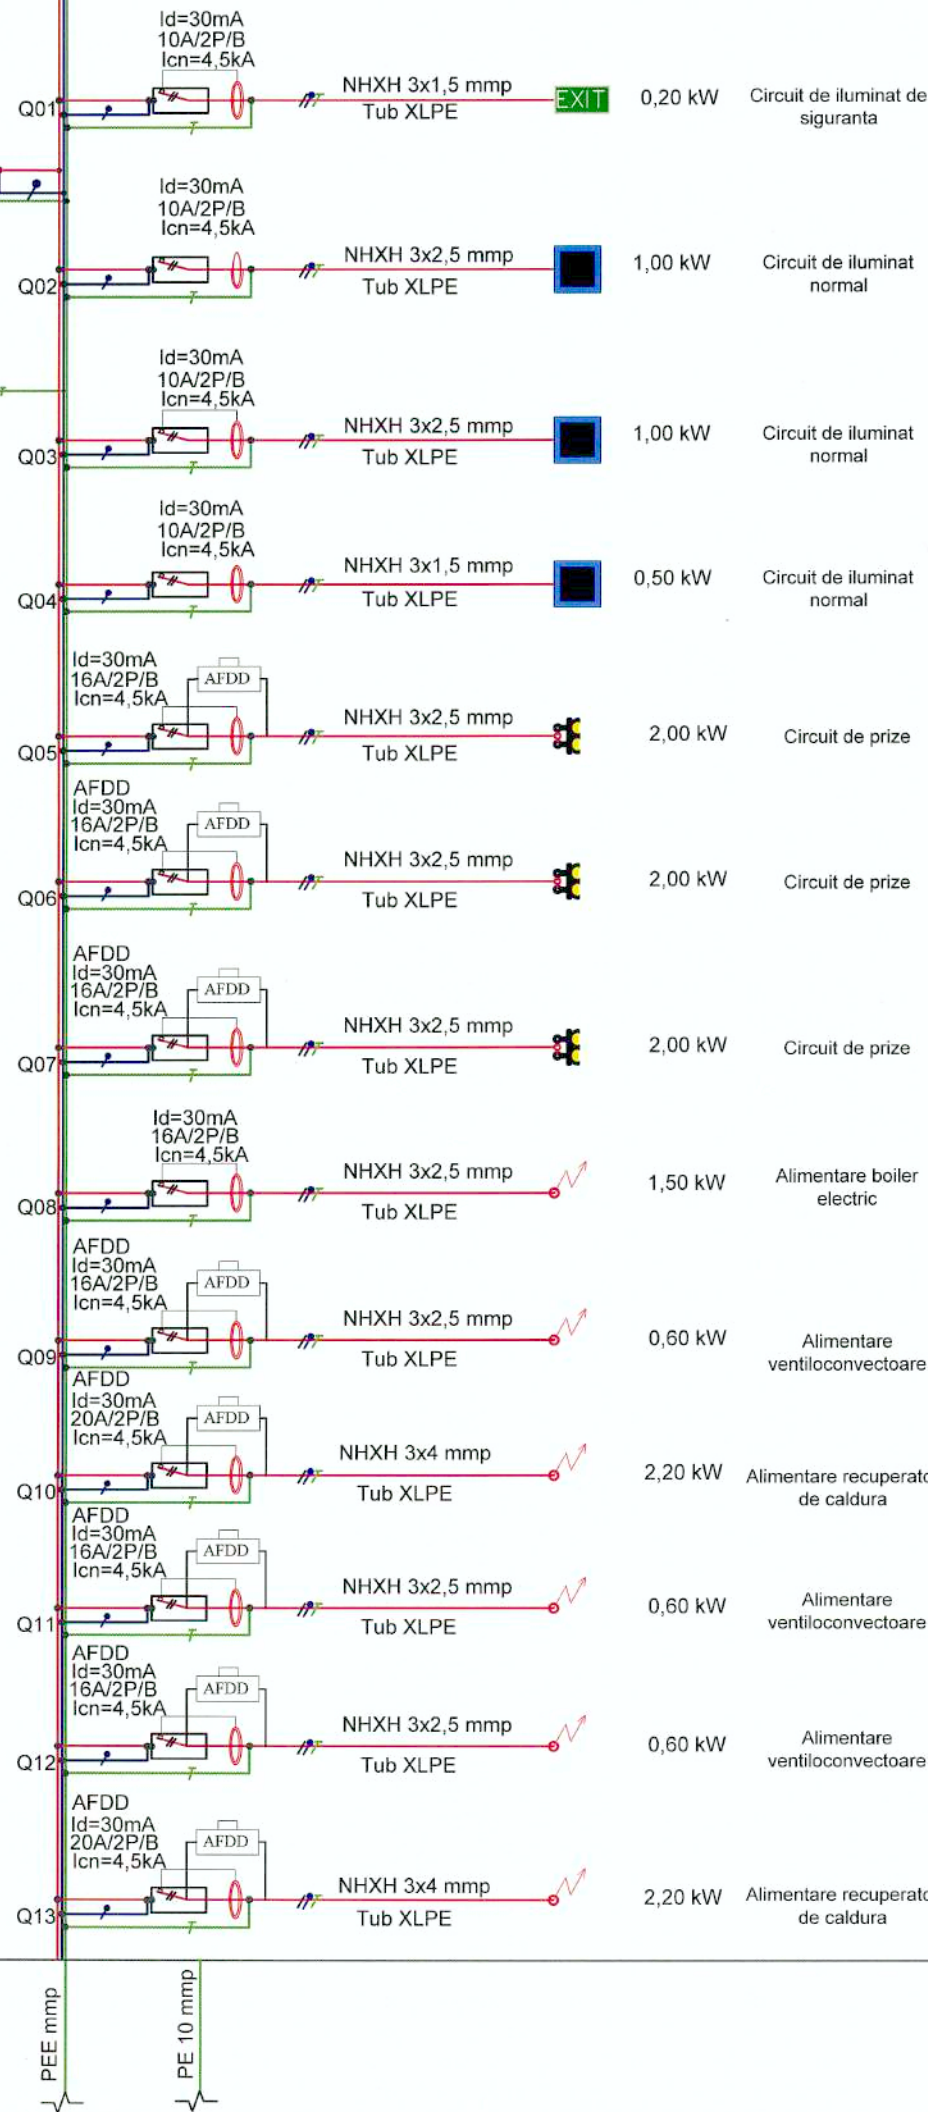 Id=30mA
10A/2P/B
Icn=4,5kA
Q01
NHXH 3x1,5 mmp
Tub XLPE
EXIT
0,20 kW
Circuit de iluminat de
siguranta
Id=30mA
10A/2P/B
Icn=4,5kA
Q02
NHXH 3x2,5 mmp
Tub XLPE
1,00 kW
Circuit de iluminat
normal
Id=30mA
10A/2P/B
Icn=4,5kA
Q03
NHXH 3x2,5 mmp
Tub XLPE
1,00 kW
Circuit de iluminat
normal
Id=30mA
10A/2P/B
Icn=4,5kA
Q04
NHXH 3x1,5 mmp
Tub XLPE
0,50 kW
Circuit de iluminat
normal
Id=30mA
16A/2P/B
Icn=4,5kA
AFDD
Q05
NHXH 3x2,5 mmp
Tub XLPE
2,00 kW
Circuit de prize
AFDD
Id=30mA
16A/2P/B
Icn=4,5kA
AFDD
Q06
NHXH 3x2,5 mmp
Tub XLPE
2,00 kW
Circuit de prize
AFDD
Id=30mA
16A/2P/B
Icn=4,5kA
AFDD
Q07
NHXH 3x2,5 mmp
Tub XLPE
2,00 kW
Circuit de prize
Id=30mA
16A/2P/B
Icn=4,5kA
Q08
NHXH 3x2,5 mmp
Tub XLPE
1,50 kW
Alimentare boiler
electric
AFDD
Id=30mA
16A/2P/B
Icn=4,5kA
AFDD
Q09
NHXH 3x2,5 mmp
Tub XLPE
0,60 kW
Alimentare
ventiloconvectoare
AFDD
Id=30mA
20A/2P/B
Icn=4,5kA
AFDD
Q10
NHXH 3x4 mmp
Tub XLPE
2,20 kW
Alimentare recuperato
de caldura
AFDD
Id=30mA
16A/2P/B
Icn=4,5kA
AFDD
Q11
NHXH 3x2,5 mmp
Tub XLPE
0,60 kW
Alimentare
ventiloconvectoare
AFDD
Id=30mA
16A/2P/B
Icn=4,5kA
AFDD
Q12
NHXH 3x2,5 mmp
Tub XLPE
0,60 kW
Alimentare
ventiloconvectoare
AFDD
Id=30mA
20A/2P/B
Icn=4,5kA
AFDD
Q13
NHXH 3x4 mmp
Tub XLPE
2,20 kW
Alimentare recuperato
de caldura
PEE mmp
PE 10 mmp